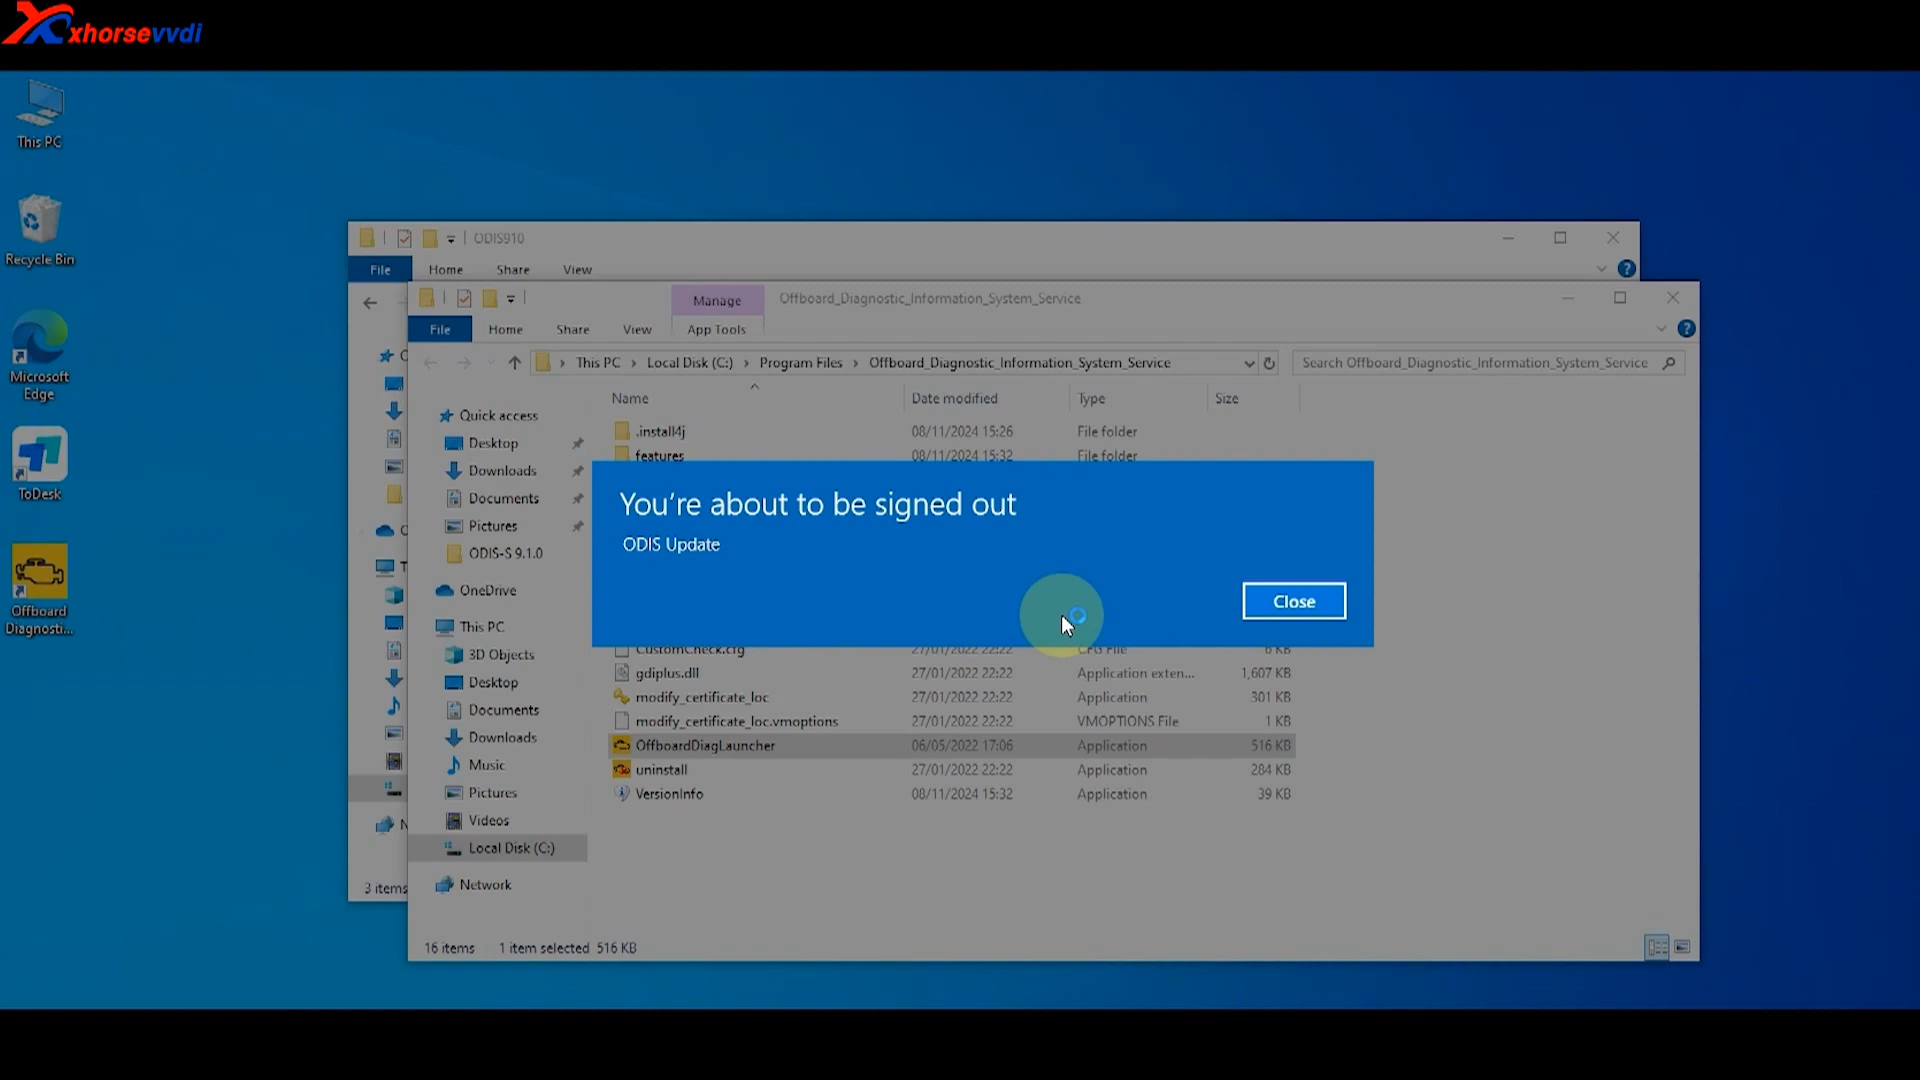 xhorsevvdi
This PC
Recycle Bin
Microsoft
Edge
ToDesk
Offboard
Diagnosti...
ODIS910
File Home Share View
Manage Offboard_Diagnostic_Information_System_Service
File Home Share View App Tools
This PC Local Disk (C:) Program Files Offboard_Diagnostic_Information_System_Service Search Offboard_Diagnostic_Information_System_Service
Name Date modified Type Size
Quick access
Desktop
Downloads
Documents
Pictures
ODIS-S 9.1.0
OneDrive
This PC
3D Objects
Desktop
Documents
Downloads
Music
Pictures
Videos
Local Disk (C:)
Network
.install4j 08/11/2024 15:26 File folder
features 08/11/2024 15:32 File folder
You're about to be signed out
ODIS Update
Close
CustomCheck.cfg 27/01/2022 22:22 CFG File 6 KB
gdiplus.dll 27/01/2022 22:22 Application exten... 1,607 KB
modify_certificate_loc 27/01/2022 22:22 Application 301 KB
modify_certificate_loc.vmoptions 27/01/2022 22:22 VMOPTIONS File 1 KB
OffboardDiagLauncher 06/05/2022 17:06 Application 516 KB
uninstall 27/01/2022 22:22 Application 284 KB
VersionInfo 08/11/2024 15:32 Application 39 KB
3 items
16 items 1 item selected 516 KB